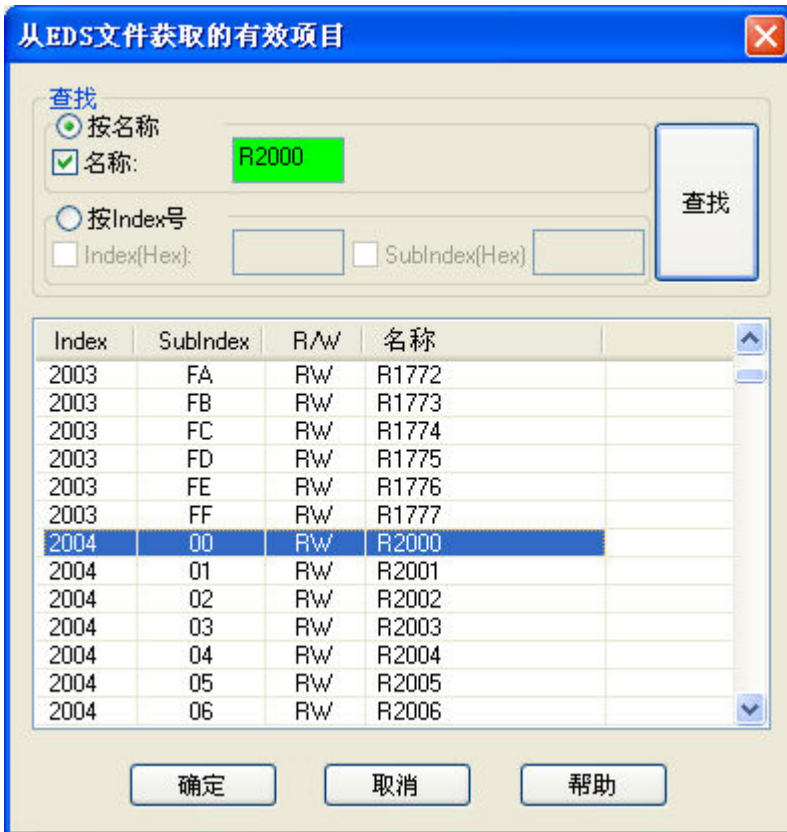 从EDS文件获取的有效项目
查找
按名称
名称: R2000
查找
按Index号
Index(Hex): SubIndex(Hex)
Index SubIndex R/W 名称
2003 FA RW R1772
2003 FB RW R1773
2003 FC RW R1774
2003 FD RW R1775
2003 FE RW R1776
2003 FF RW R1777
2004 00 RW R2000
2004 01 RW R2001
2004 02 RW R2002
2004 03 RW R2003
2004 04 RW R2004
2004 05 RW R2005
2004 06 RW R2006
确定 取消 帮助